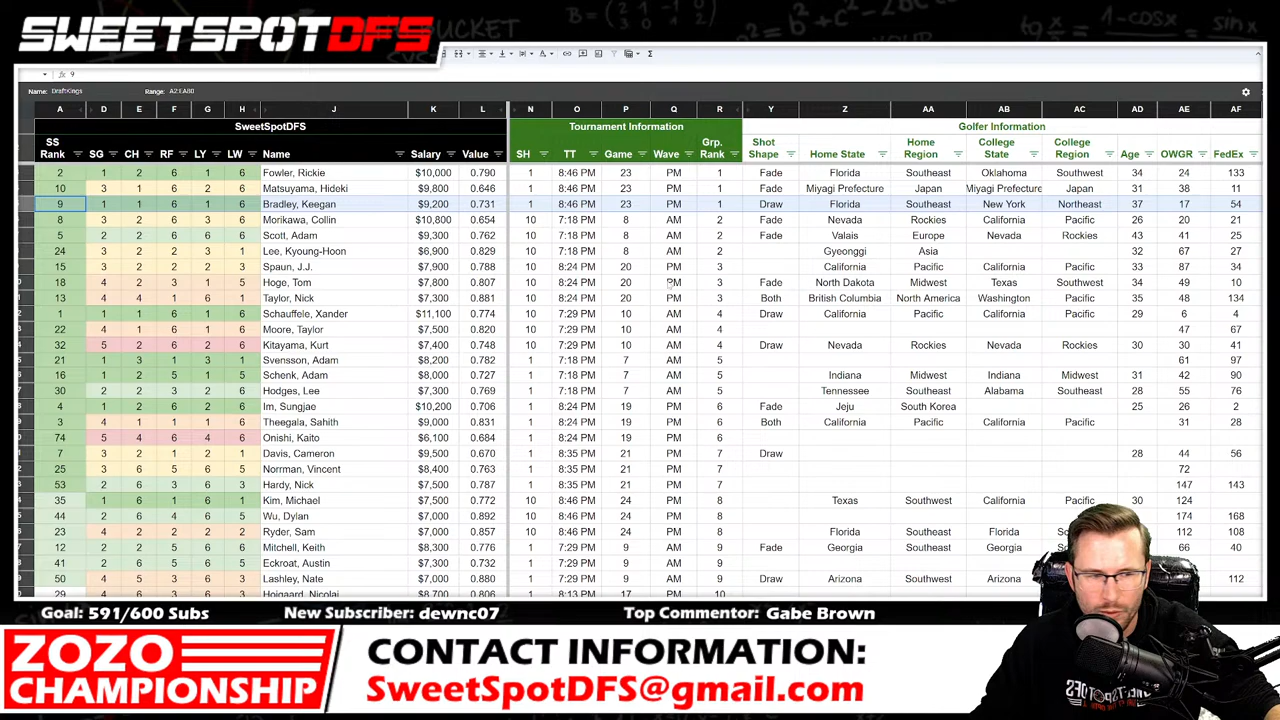 SWEETSPOTDFS
9
Name: DraftKings Range: A2:EA80
A D E F G H J K L N O P Q R Y Z AA AB AC AD AE AF
SweetSpotDFS Tournament Information Golfer Information
SS Rank SG CH RF LY LW Name Salary Value SH TT Game Wave Grp. Rank Shot Shape Home State Home Region College State College Region Age OWGR FedEx
2 1 2 6 1 6 Fowler, Rickie $10,000 0.790 1 8:46 PM 23 PM 1 Fade Florida Southeast Oklahoma Southwest 34 24 133
10 3 1 6 2 6 Matsuyama, Hideki $9,800 0.646 1 8:46 PM 23 PM 1 Fade Miyagi Prefecture Japan Miyagi Prefecture Japan 31 38 11
9 1 1 6 1 6 Bradley, Keegan $9,200 0.731 1 8:46 PM 23 PM 1 Draw Florida Southeast New York Northeast 37 17 54
8 3 2 6 3 6 Morikawa, Collin $10,800 0.654 10 7:18 PM 8 AM 2 Fade Nevada Rockies California Pacific 26 20 21
5 2 2 6 2 6 Scott, Adam $9,300 0.762 10 7:18 PM 8 AM 2 Fade Valais Europe Nevada Rockies 43 41 25
24 3 2 2 3 1 Lee, Kyoung-Hoon $6,900 0.829 10 7:18 PM 8 AM 2 Gyeonggi Asia 32 67 27
15 3 2 2 2 3 Spaun, J.J. $7,900 0.788 10 8:24 PM 20 PM 3 California Pacific California Pacific 33 87 34
18 4 2 3 1 5 Hoge, Tom $7,800 0.807 10 8:24 PM 20 PM 3 Fade North Dakota Midwest Texas Southwest 34 49 10
13 4 4 1 6 1 Taylor, Nick $7,300 0.881 10 8:24 PM 20 PM 3 Both British Columbia North America Washington Pacific 35 48 134
1 1 2 6 2 6 Schauffele, Xander $11,100 0.774 10 7:29 PM 10 AM 4 Draw California Pacific California Pacific 29 6 4
22 4 1 6 2 6 Moore, Taylor $7,500 0.820 10 7:29 PM 10 AM 4 47 67
32 5 2 6 2 4 Kitayama, Kurt $7,400 0.748 10 7:29 PM 10 AM 4 Draw Nevada Rockies Nevada Rockies 30 30 41
21 1 3 1 3 1 Svensson, Adam $8,200 0.782 1 7:18 PM 7 AM 5 61 97
16 1 2 5 1 5 Schenk, Adam $8,000 0.727 1 7:18 PM 7 AM 5 Indiana Midwest Indiana Midwest 31 42 90
30 2 2 3 2 6 Hodges, Lee $7,300 0.769 1 7:18 PM 7 AM 5 Tennessee Southeast Alabama Southeast 28 55 76
4 1 2 6 2 6 Im, Sungjae $10,200 0.706 1 8:24 PM 19 PM 6 Fade Jeju South Korea 25 26 2
3 4 1 1 1 6 Theegala, Sahith $9,000 0.831 1 8:24 PM 19 PM 6 Both California Pacific California Pacific 31 28
74 5 4 6 4 6 Onishi, Kaito $6,100 0.684 1 8:24 PM 19 PM 6
7 3 2 1 2 1 Davis, Cameron $9,500 0.670 1 8:35 PM 21 PM 7 Draw 28 44 56
25 3 6 5 6 6 Norrman, Vincent $8,400 0.763 1 8:35 PM 21 PM 7 72
53 2 6 3 6 3 Hardy, Nick $7,500 0.787 1 8:35 PM 21 PM 7 147 143
35 1 6 1 6 1 Kim, Michael $7,500 0.772 10 8:46 PM 24 PM 8 Texas Southwest California Pacific 30 124
44 2 6 4 6 5 Wu, Dylan $7,500 0.892 10 8:46 PM 24 PM 8 174 168
23 4 2 2 2 6 Ryder, Sam $7,000 0.857 10 8:46 PM 24 PM 8 Florida Southeast Florida 112 108
12 2 2 5 6 6 Mitchell, Keith $8,300 0.776 1 7:29 PM 9 AM 9 Fade Georgia Southeast Georgia 66 40
41 2 6 5 6 5 Eckroat, Austin $7,200 0.832 1 7:29 PM 9 AM 9
50 4 5 3 6 3 Lashley, Nate $7,000 0.880 1 7:29 PM 9 AM 9 Draw Arizona Southwest Arizona 112
Goal: 591/600 Subs New Subscriber: dewnc07 Top Commentor: Gabe Brown
ZOZO
CHAMPIONSHIP
CONTACT INFORMATION:
SweetSpotDFS@gmail.com